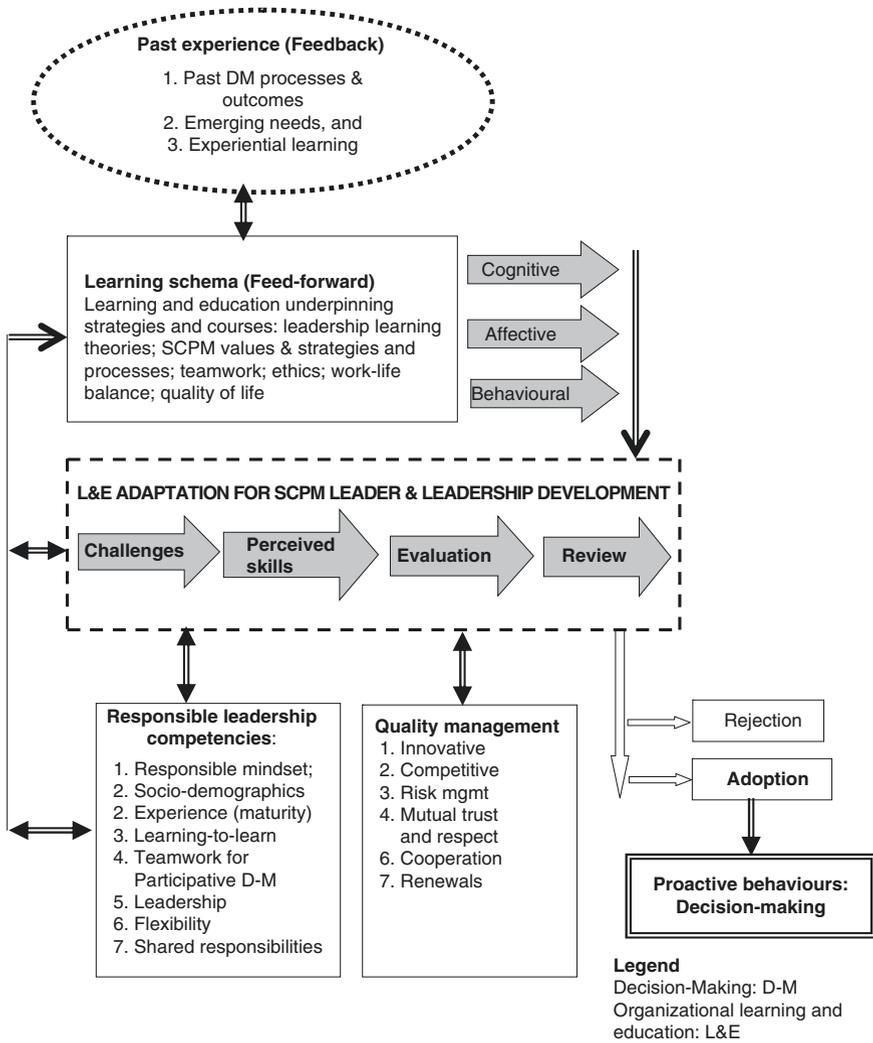 Past experience (Feedback)
1. Past DM processes &
outcomes
2. Emerging needs, and
3. Experiential learning
Learning schema (Feed-forward)
Learning and education underpinning
strategies and courses: leadership learning
theories; SCPM values & strategies and
processes; teamwork; ethics; work-life
balance; quality of life
Cognitive
Affective
Behavioural
L&E ADAPTATION FOR SCPM LEADER & LEADERSHIP DEVELOPMENT
Challenges
Perceived
skills
Evaluation
Review
Responsible leadership
competencies:
1. Responsible mindset;
2. Socio-demographics
2. Experience (maturity)
3. Learning-to-learn
4. Teamwork for
Participative D-M
5. Leadership
6. Flexibility
7. Shared responsibilities
Quality management
1. Innovative
2. Competitive
3. Risk mgmt
4. Mutual trust
and respect
6. Cooperation
7. Renewals
Rejection
Adoption
Proactive behaviours:
Decision-making
Legend
Decision-Making: D-M
Organizational learning and
education: L&E